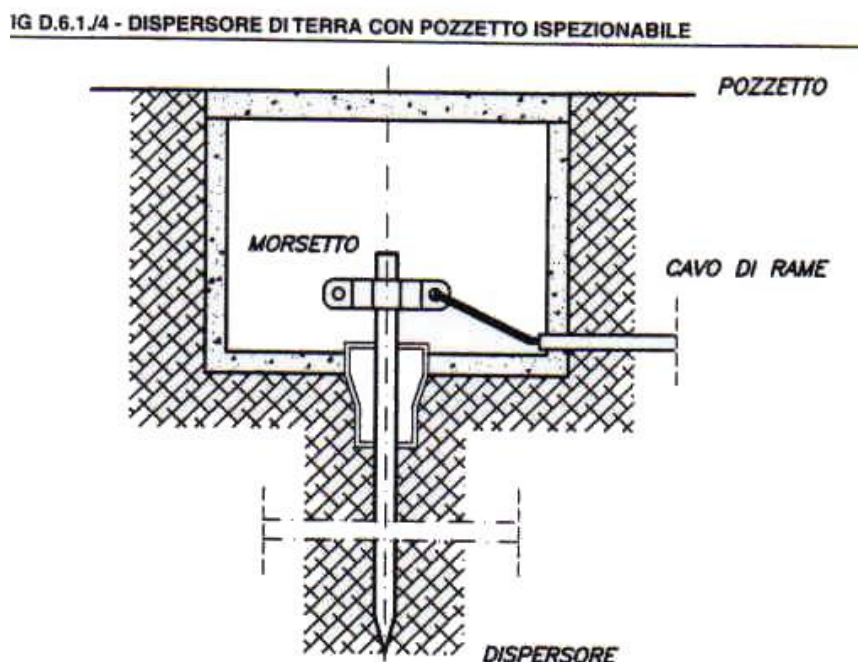 IG D.6.1./4 - DISPERSORE DI TERRA CON POZZETTO ISPEZIONABILE
POZZETTO
MORSETTO
CAVO DI RAME
DISPERSORE